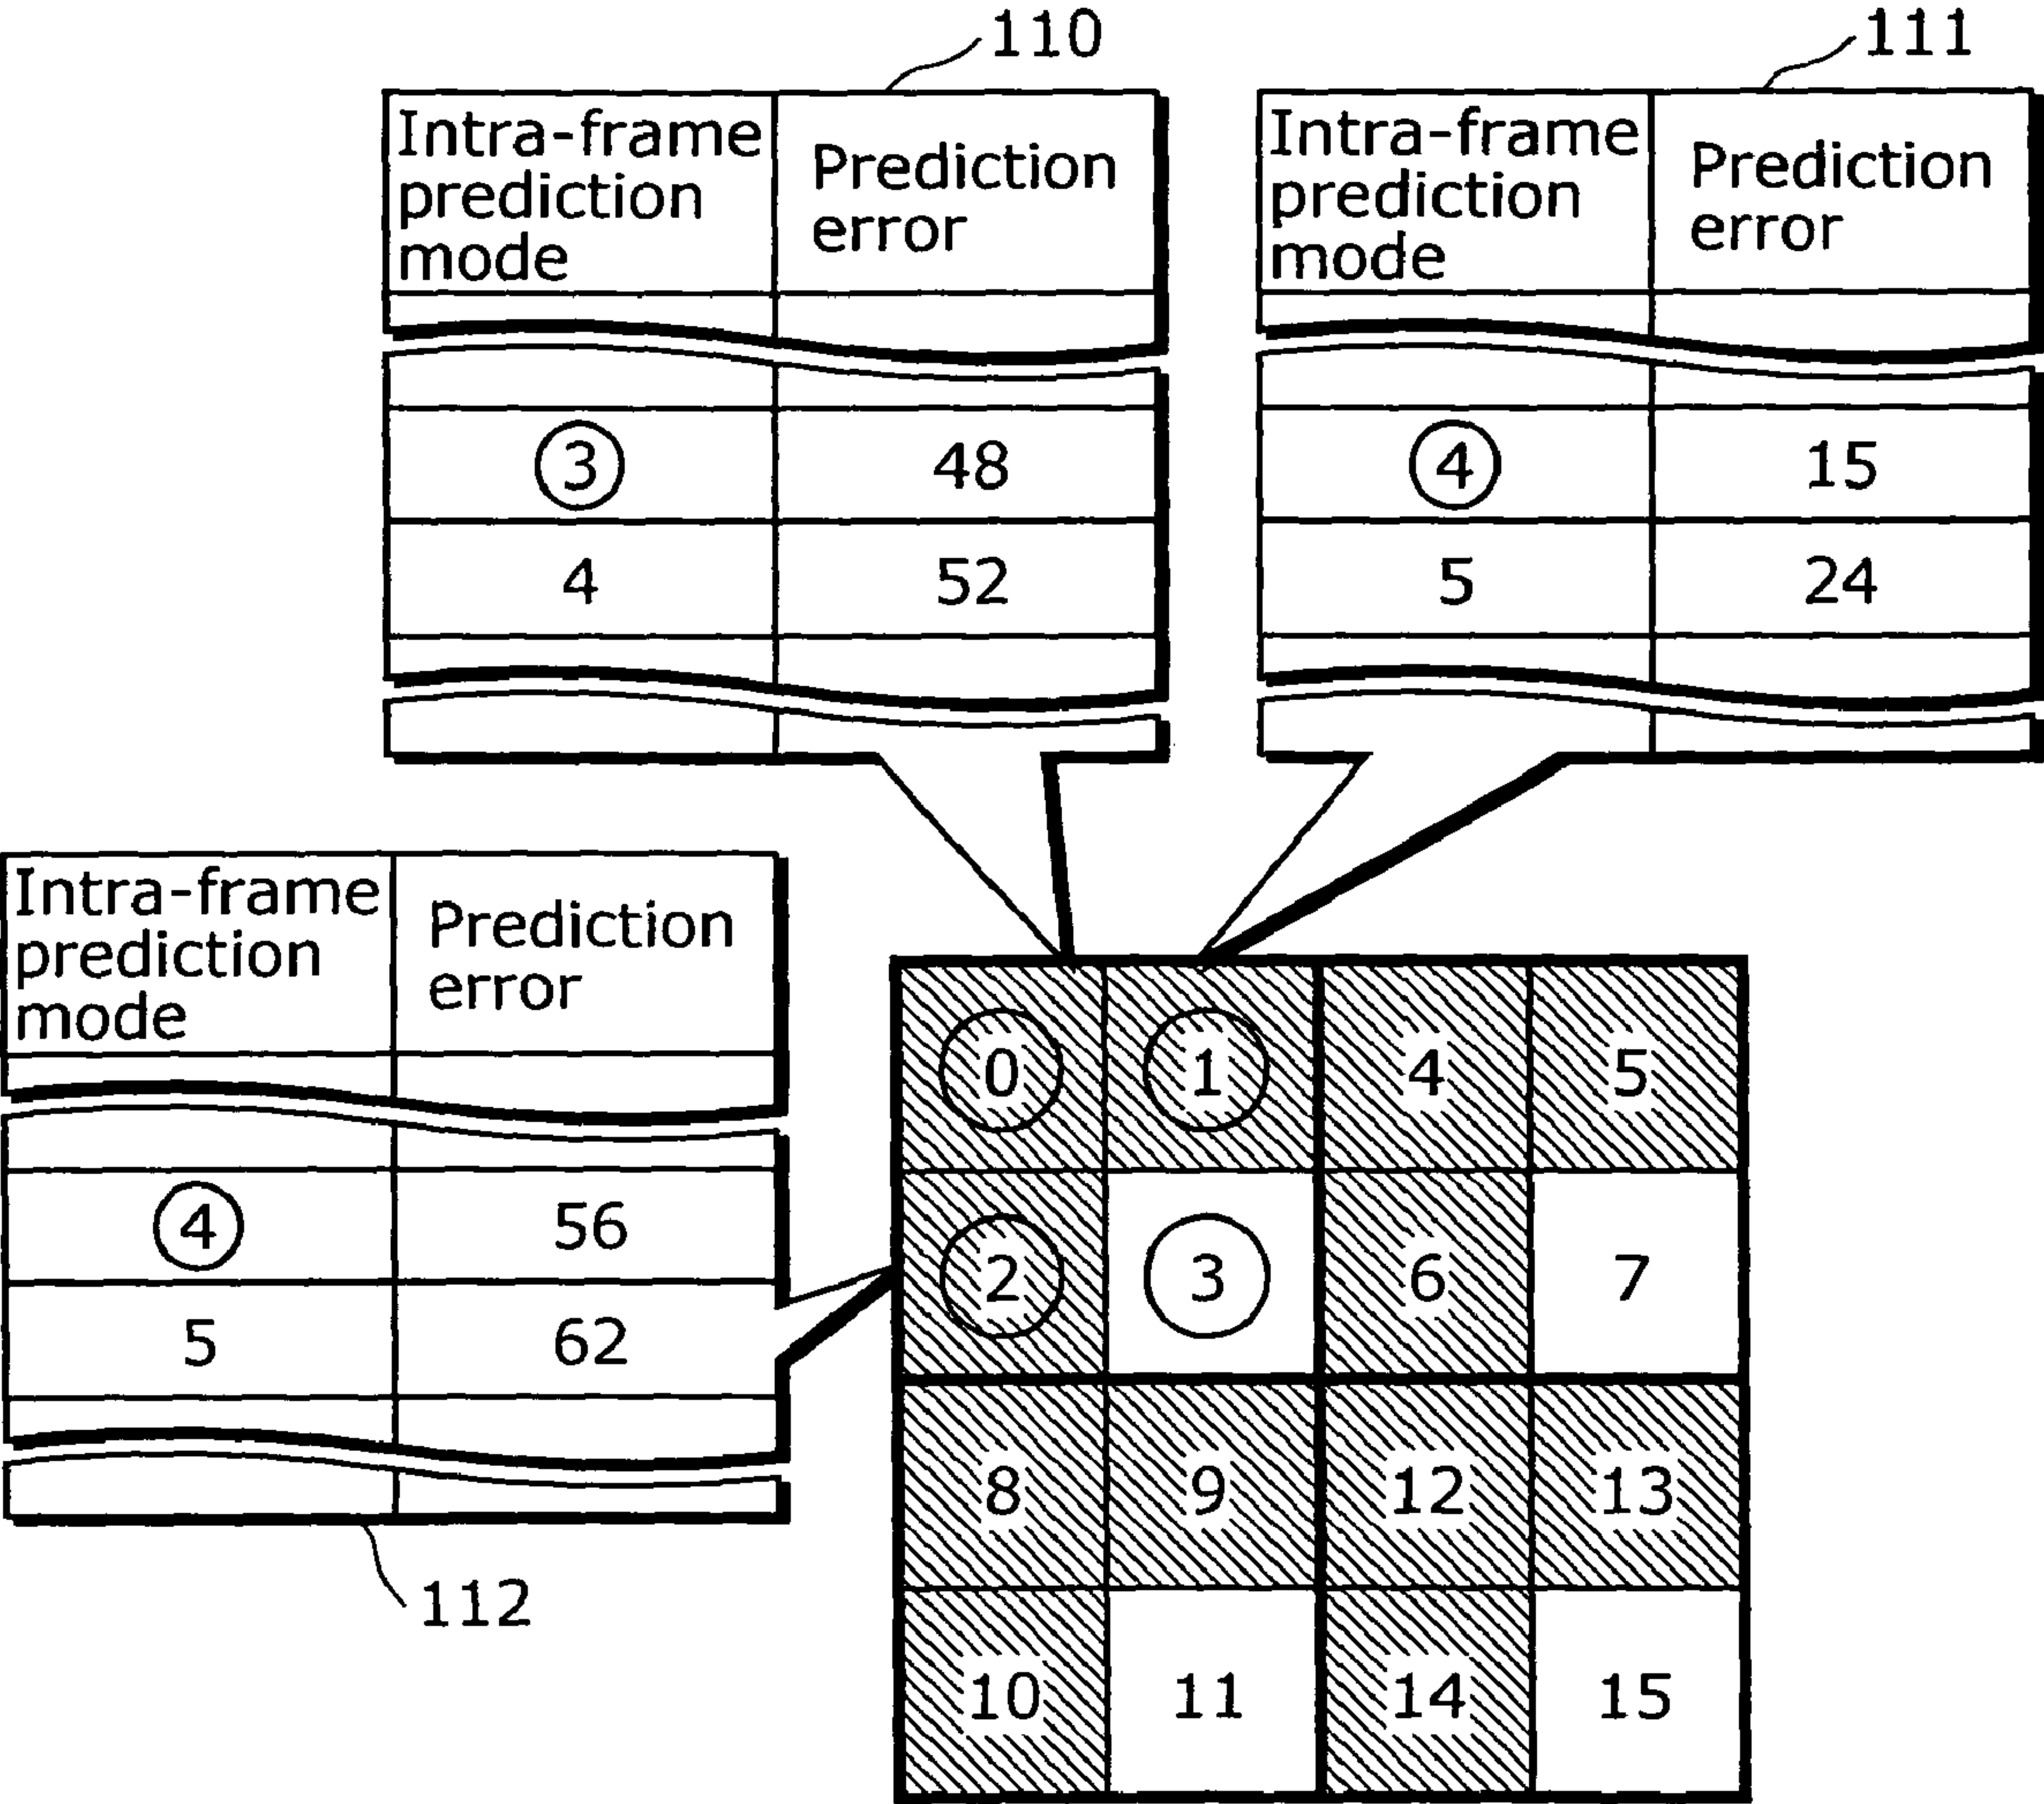 110
111
Intra-frame prediction mode
Prediction error
3 48
4 52
Intra-frame prediction mode
Prediction error
4 15
5 24
Intra-frame prediction mode
Prediction error
4 56
5 62
112
0 1 4 5
2 3 6 7
8 9 12 13
10 11 14 15